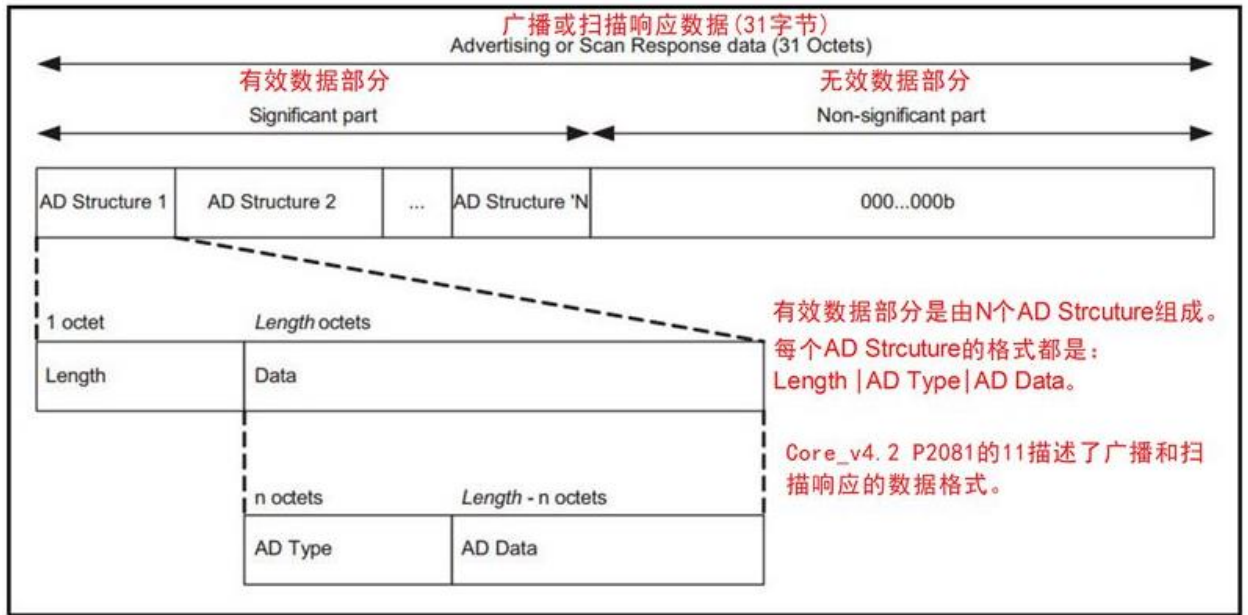 广播或扫描响应数据(31字节)
Advertising or Scan Response data (31 Octets)
有效数据部分
无效数据部分
Significant part
Non-significant part
AD Structure 1
AD Structure 2
...
AD Structure 'N
000...000b
1 octet
Length octets
有效数据部分是由N个AD Strcuture组成。
每个AD Strcuture的格式都是：
Length |AD Type|AD Data。
Length
Data
Core_v4.2 P2081的11描述了广播和扫
描响应的数据格式。
n octets
Length - n octets
AD Type
AD Data